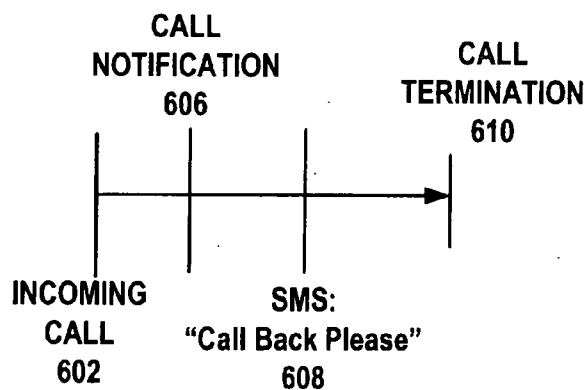 CALL
NOTIFICATION
606
CALL
TERMINATION
610
INCOMING
CALL
602
SMS:
“Call Back Please”
608